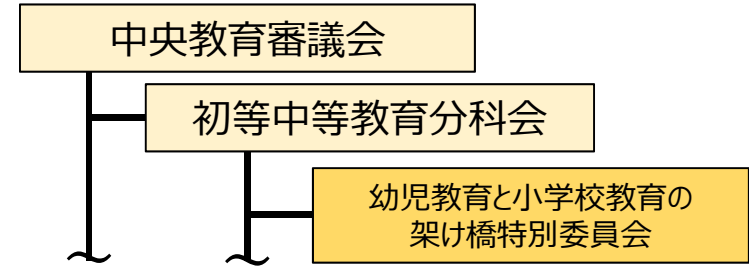 中央教育審議会
初等中等教育分科会
幼児教育と小学校教育の
架け橋特別委員会